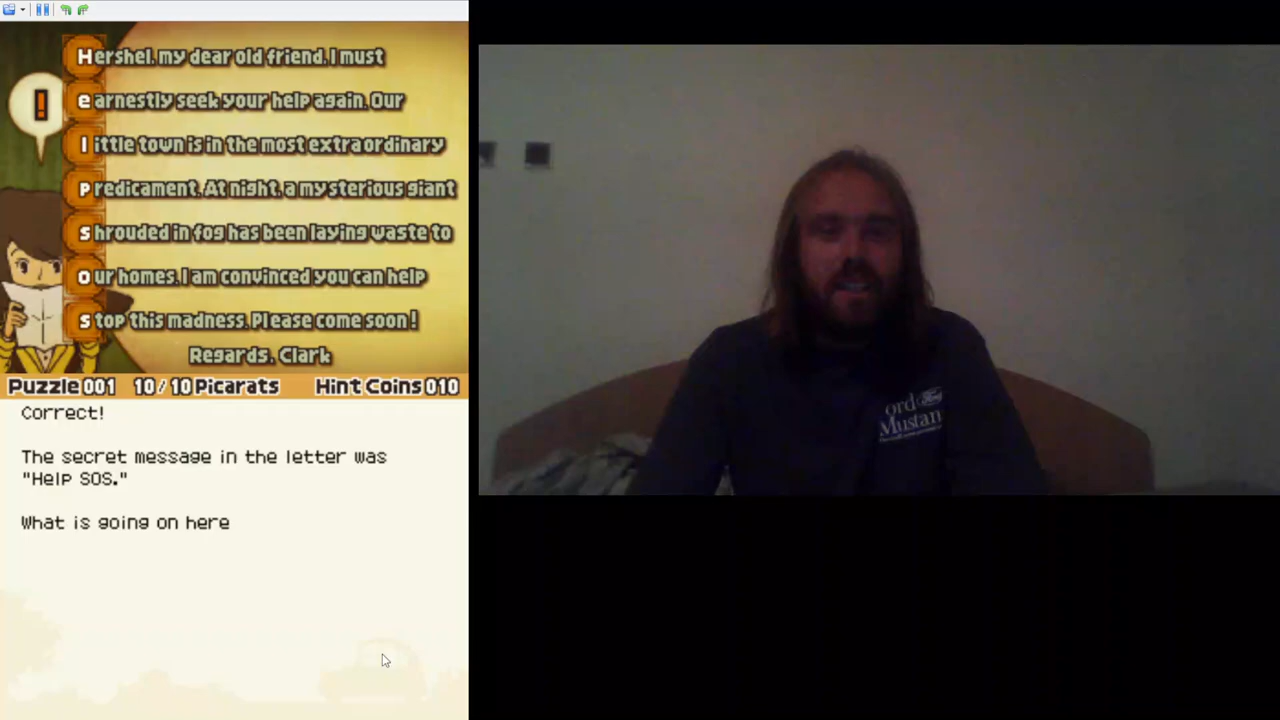 Hershel, my dear old friend. I must
earnestly seek your help again. Our
little town is in the most extraordinary
predicament. At night, a mysterious giant
shrouded in fog has been laying waste to
our homes. I am convinced you can help
stop this madness. Please come soon!
Regards, Clark
!
Puzzle 001 10/10 Picarats Hint Coins 010
Correct!
The secret message in the letter was
"Help SOS."
What is going on here
ord Ford
Mustan